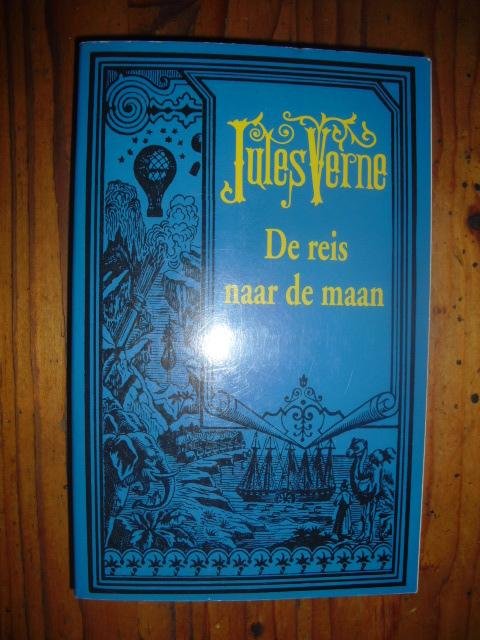 Jules Verne
De reis
naar de maan